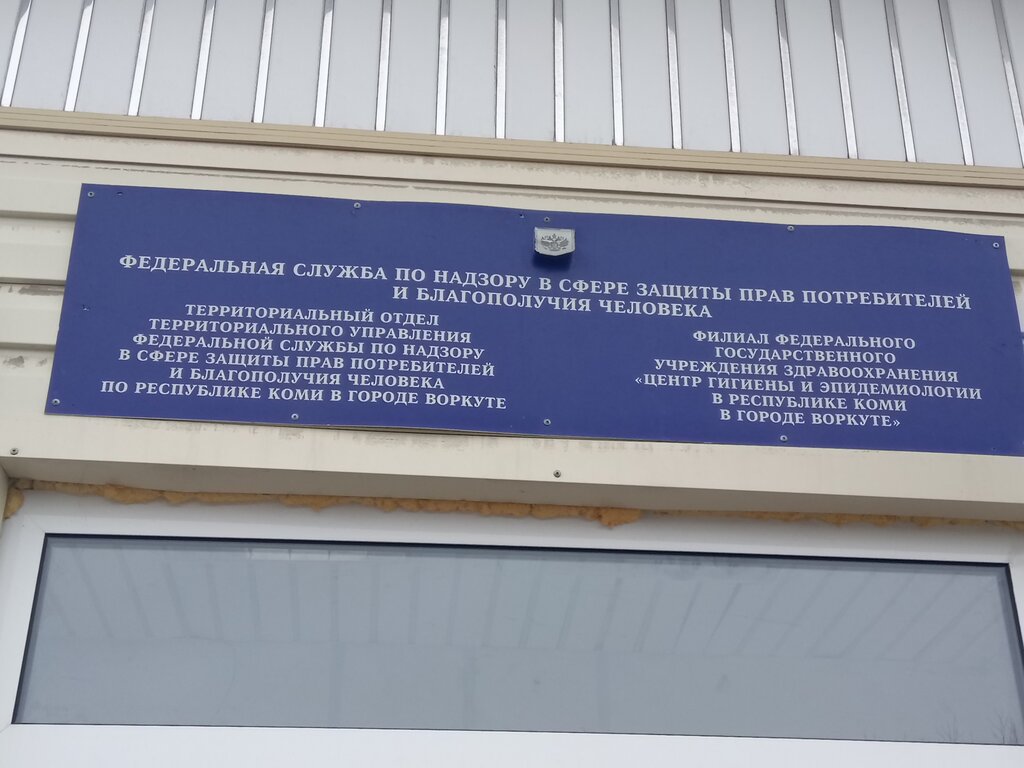 ФЕДЕРАЛЬНАЯ СЛУЖБА ПО НАДЗОРУ В СФЕРЕ ЗАЩИТЫ ПРАВ ПОТРЕБИТЕЛЕЙ
И БЛАГОПОЛУЧИЯ ЧЕЛОВЕКА
ТЕРРИТОРИАЛЬНЫЙ ОТДЕЛ
ТЕРРИТОРИАЛЬНОГО УПРАВЛЕНИЯ
ФЕДЕРАЛЬНОЙ СЛУЖБЫ ПО НАДЗОРУ
В СФЕРЕ ЗАЩИТЫ ПРАВ ПОТРЕБИТЕЛЕЙ
И БЛАГОПОЛУЧИЯ ЧЕЛОВЕКА
ПО РЕСПУБЛИКЕ КОМИ В ГОРОДЕ ВОРКУТЕ
ФИЛИАЛ ФЕДЕРАЛЬНОГО
ГОСУДАРСТВЕННОГО
УЧРЕЖДЕНИЯ ЗДРАВООХРАНЕНИЯ
«ЦЕНТР ГИГИЕНЫ И ЭПИДЕМИОЛОГИИ
В РЕСПУБЛИКЕ КОМИ
В ГОРОДЕ ВОРКУТЕ»